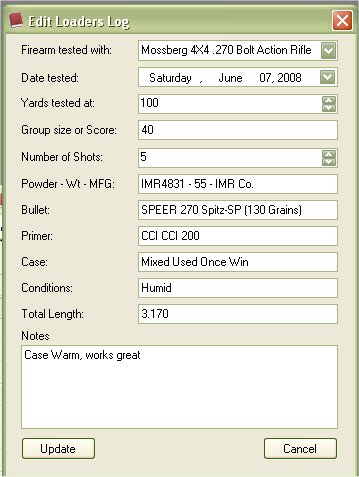 Edit Loaders Log
Firearm tested with: Mossberg 4X4 .270 Bolt Action Rifle
Date tested: Saturday , June 07, 2008
Yards tested at: 100
Group size or Score: 40
Number of Shots: 5
Powder - Wt - MFG: IMR4831 - 55 - IMR Co.
Bullet: SPEER 270 Spitz-SP (130 Grains)
Primer: CCI CCI 200
Case: Mixed Used Once Win
Conditions: Humid
Total Length: 3.170
Notes
Case Warm, works great
Update Cancel